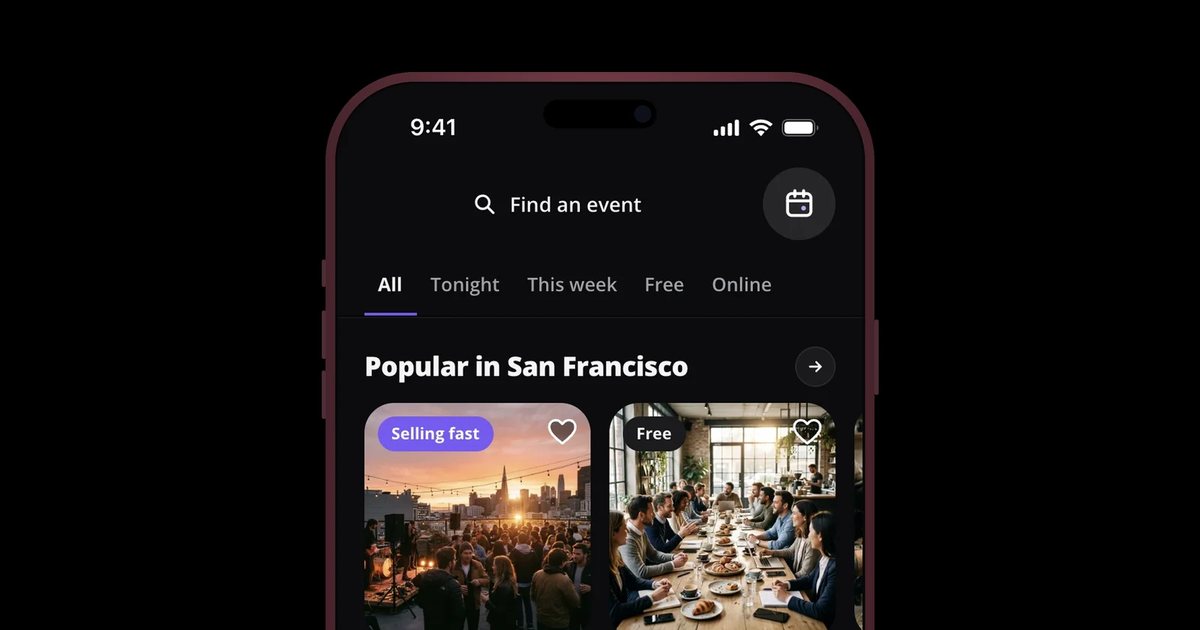 9:41
Find an event
All Tonight This week Free Online
Popular in San Francisco
Selling fast
Free